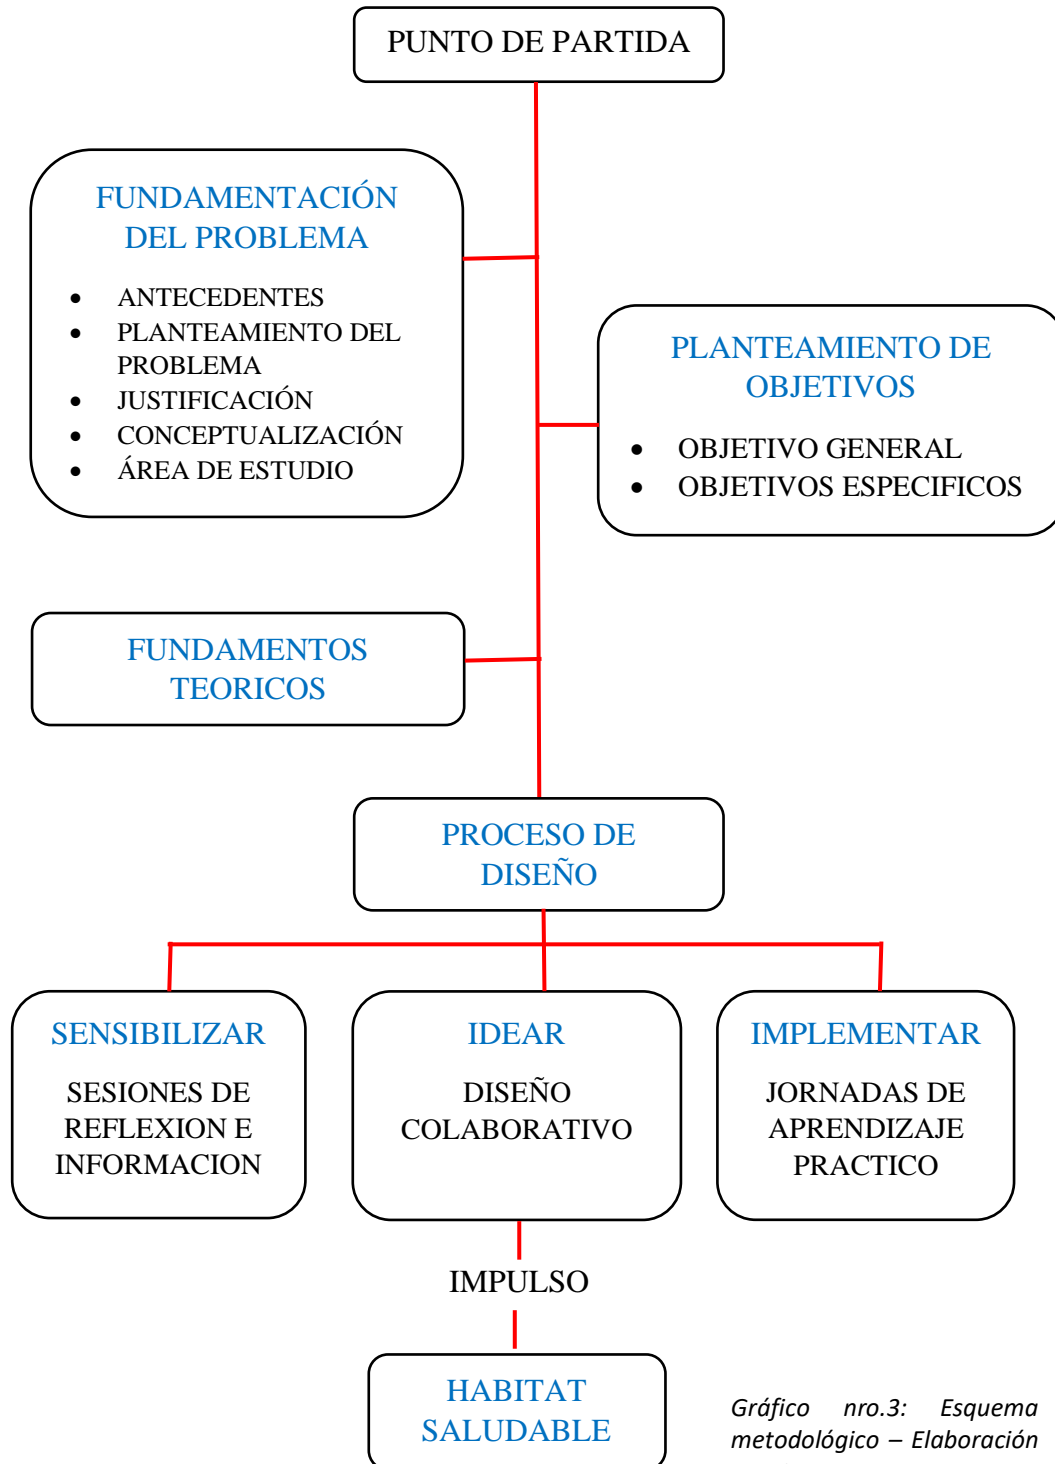 PUNTO DE PARTIDA
FUNDAMENTACIÓN
DEL PROBLEMA
• ANTECEDENTES
• PLANTEAMIENTO DEL
PROBLEMA
• JUSTIFICACIÓN
• CONCEPTUALIZACIÓN
• ÁREA DE ESTUDIO
PLANTEAMIENTO DE
OBJETIVOS
• OBJETIVO GENERAL
• OBJETIVOS ESPECIFICOS
FUNDAMENTOS
TEORICOS
PROCESO DE
DISEÑO
SENSIBILIZAR
SESIONES DE
REFLEXION E
INFORMACION
IDEAR
DISEÑO
COLABORATIVO
IMPLEMENTAR
JORNADAS DE
APRENDIZAJE
PRACTICO
IMPULSO
HABITAT
SALUDABLE
Gráfico nro.3: Esquema
metodológico – Elaboración